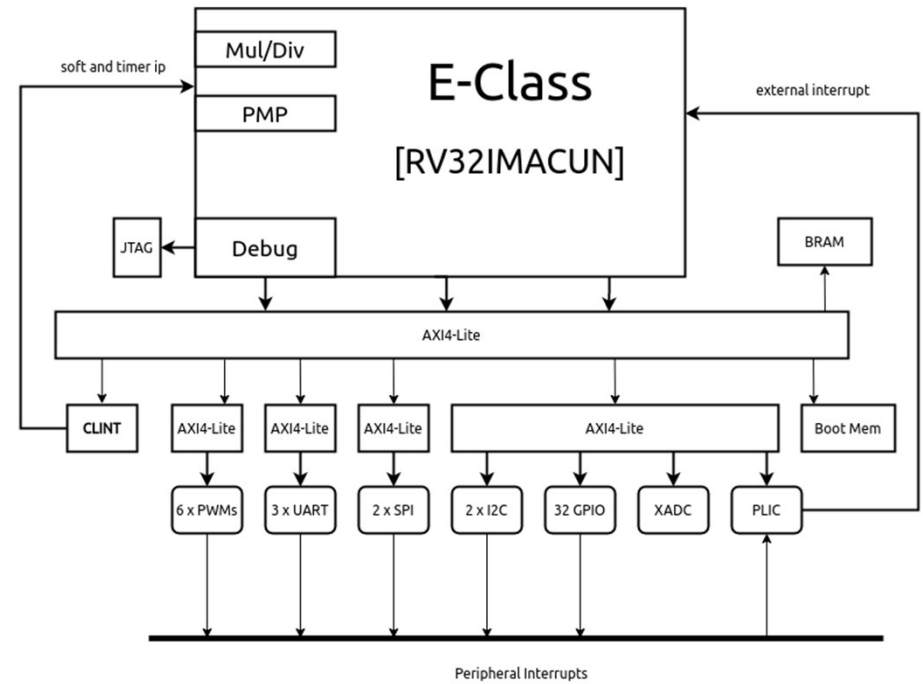 Mul/Div
E-Class
soft and timer ip
external interrupt
PMP
[RV32IMACUN]
JTAG
Debug
BRAM
AXI4-Lite
CLINT
AXI4-Lite
AXI4-Lite
AXI4-Lite
AXI4-Lite
Boot Mem
6 x PWMs
3 x UART
2 x SPI
2 x I2C
32 GPIO
XADC
PLIC
Peripheral Interrupts